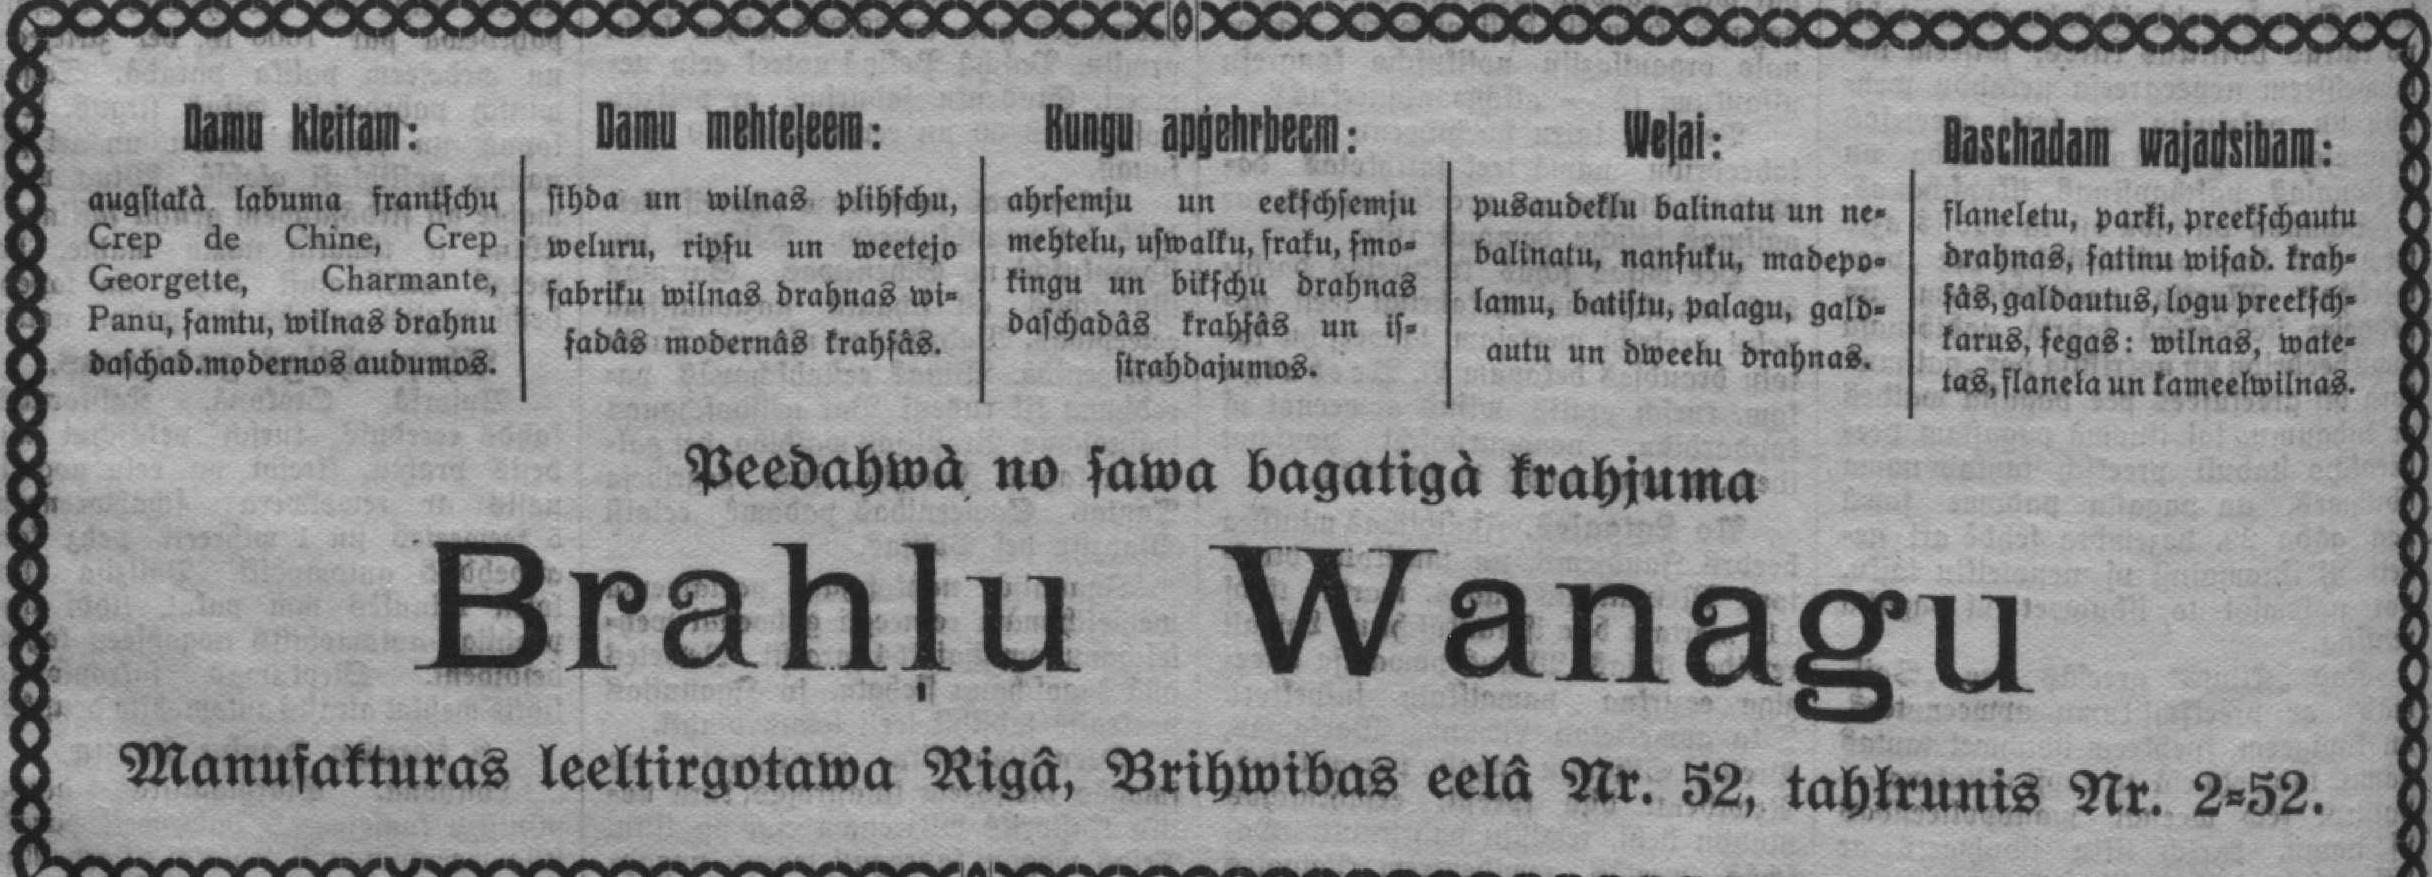 Damu kleitam:
augſtakà labuma frantſchu
Crep de Chine, Crep
Georgette, Charmante,
Panu, ſamtu, wilnas drahnu
daſchad. modernos audumos.
Damu mehteļeem:
ſihda un wilnas plihſchu,
weluru, ripſu un weetejo
fabriku wilnas drahnas wi-
ſadâs modernâs krahſâs.
Kungu apģehrbeem:
ahrſemju un eekſchſemju
mehtelu, uſwalku, fraku, ſmo-
kingu un bikſchu drahnas
daſchadâs krahſâs un iſ-
ſtrahdajumos.
Weļai:
pusaudeklu balinatu un ne-
balinatu, nanſuku, madepo-
lamu, batiſtu, palagu, gald-
autu un dweelu drahnas.
Daschadam wajadsibam:
flaneletu, parki, preekſchautu
drahnas, ſatinu wiſad. krah-
ſâs, galdautus, logu preekſch-
karus, ſegas: wilnas, wate-
tas, flanela un kameelwilnas.
Peedahwà no ſawa bagatigà krahjuma
Brahļu Wanagu
Manufakturas leeltirgotawa Rigâ, Brihwibas eelâ Nr. 52, tahlrunis Nr. 2-52.